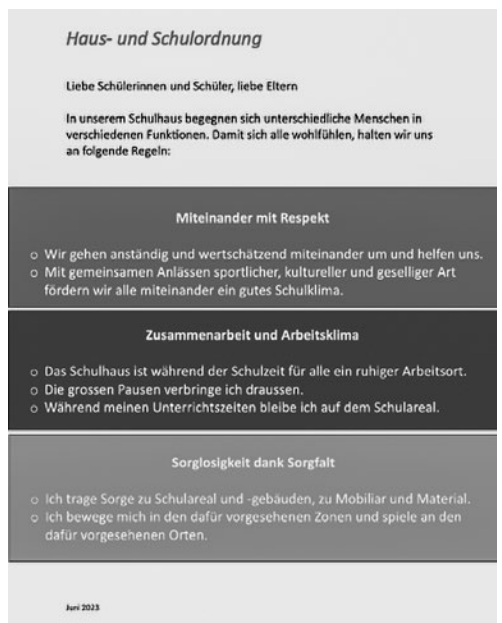 Haus- und Schulordnung
Liebe Schülerinnen und Schüler, liebe Eltern
In unserem Schulhaus begegnen sich unterschiedliche Menschen in
verschiedenen Funktionen. Damit sich alle wohlfühlen, halten wir uns
an folgende Regeln:
Miteinander mit Respekt
o Wir gehen anständig und wertschätzend miteinander um und helfen uns.
o Mit gemeinsamen Anlässen sportlicher, kultureller und geselliger Art
fördern wir alle miteinander ein gutes Schulklima.
Zusammenarbeit und Arbeitsklima
o Das Schulhaus ist während der Schulzeit für alle ein ruhiger Arbeitsort.
o Die grossen Pausen verbringe ich draussen.
o Während meinen Unterrichtszeiten bleibe ich auf dem Schulareal.
Sorglosigkeit dank Sorgfalt
o Ich trage Sorge zu Schulareal und -gebäuden, zu Mobiliar und Material.
o Ich bewege mich in den dafür vorgesehenen Zonen und spiele an den
dafür vorgesehenen Orten.
Juni 2023